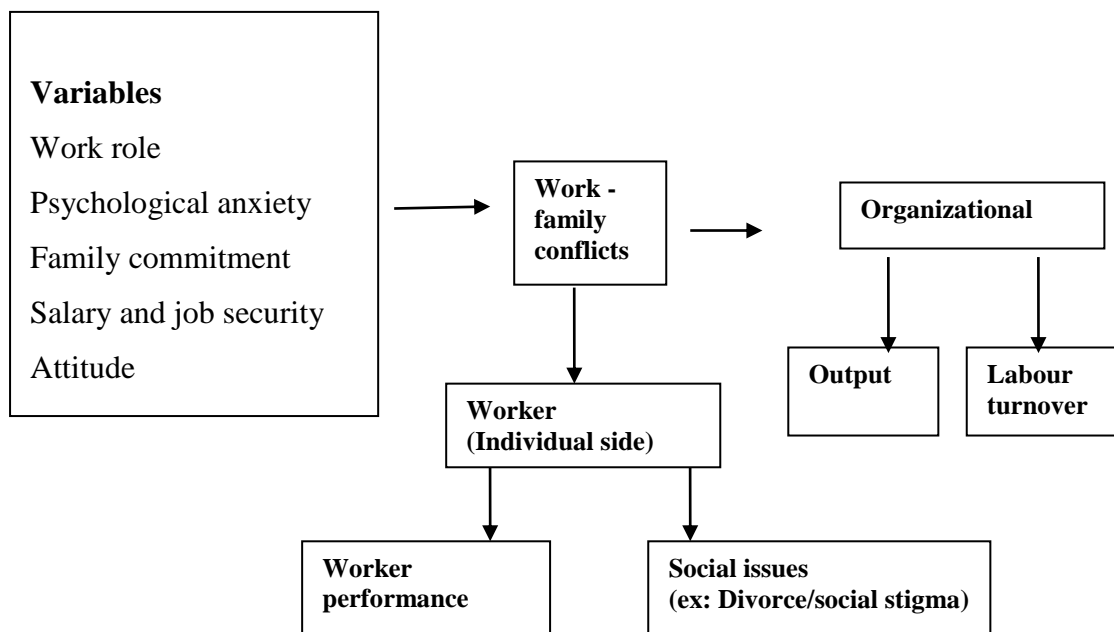 Variables
Work role
Psychological anxiety
Family commitment
Salary and job security
Attitude
Work -
family
conflicts
Organizational
Output
Labour
turnover
Worker
(Individual side)
Worker
performance
Social issues
(ex: Divorce/social stigma)